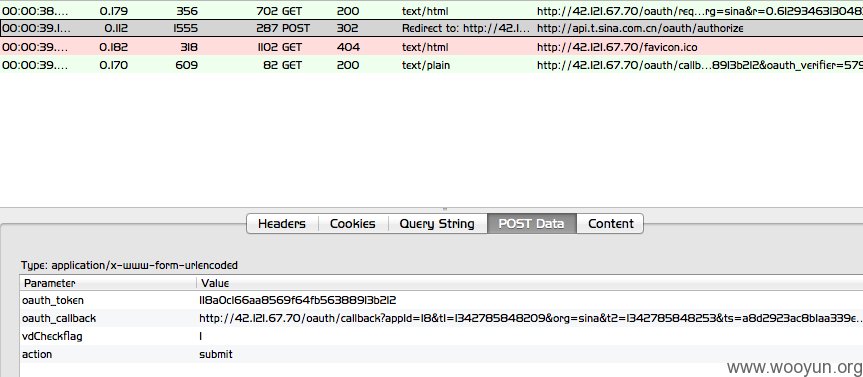 00:00:38.... 0.179 356 702 GET 200 text/html http://42.121.67.70/oauth/req...rg=sina&r=0.6129346313048
00:00:39.1... 0.112 1555 287 POST 302 Redirect to: http://42.1... http://api.t.sina.com.cn/oauth/authorize
00:00:39.... 0.182 318 1102 GET 404 text/html http://42.121.67.70/favicon.ico
00:00:39.... 0.170 609 82 GET 200 text/plain http://42.121.67.70/oauth/callb...8913b212&oauth_verifier=579
Headers Cookies Query String POST Data Content
Type: application/x-www-form-urlencoded
Parameter Value
oauth_token 118a0c166aa8569f64fb56388913b212
oauth_callback http://42.121.67.70/oauth/callback?appId=18&t1=1342785848209&org=sina&t2=1342785848253&ts=a8d2923ac8b1aa339e...
vdCheckflag 1
action submit
www.wooyun.org